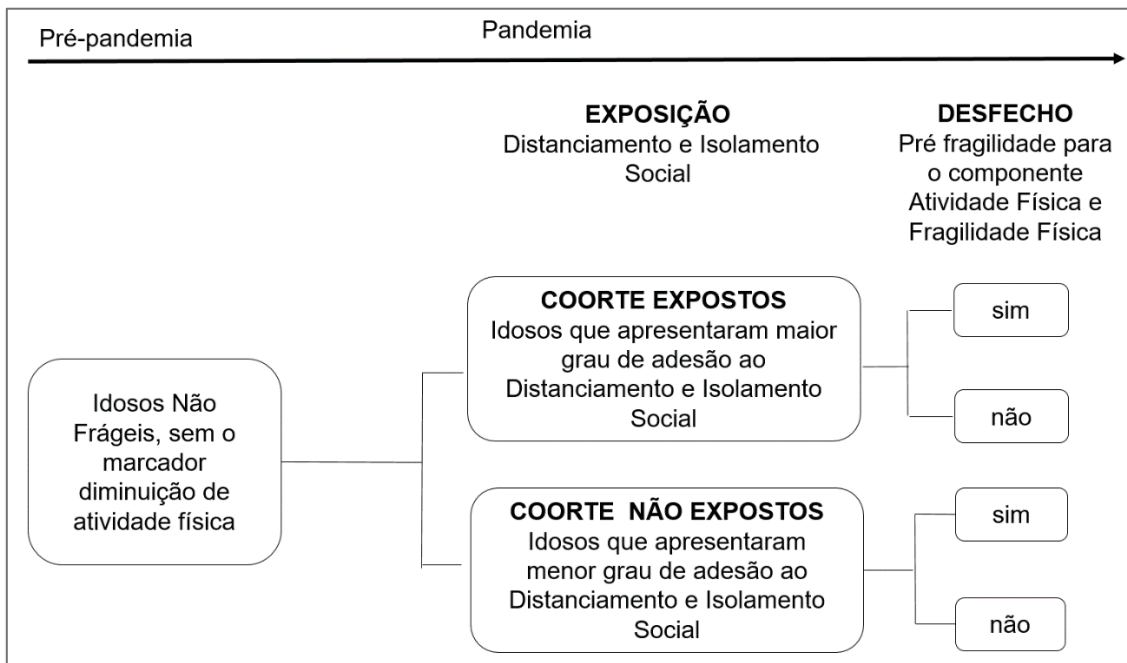 Pré-pandemia
Pandemia
EXPOSIÇÃO
Distanciamento e Isolamento
Social
DESFECHO
Pré fragilidade para
o componente
Atividade Física e
Fragilidade Física
Idosos Não
Frágeis, sem o
marcador
diminuição de
atividade física
COORTE EXPOSTOS
Idosos que apresentaram maior
grau de adesão ao
Distanciamento e Isolamento
Social
sim
não
COORTE NÃO EXPOSTOS
Idosos que apresentaram
menor grau de adesão ao
Distanciamento e Isolamento
Social
sim
não